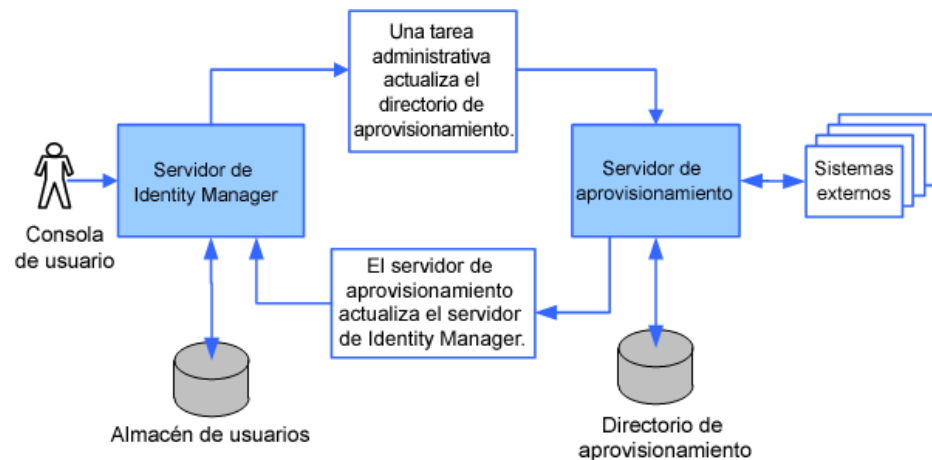 Una tarea
administrativa
actualiza el
directorio de
aprovisionamiento.
Servidor de
Identity Manager
Servidor de
aprovisionamiento
Sistemas
externos
Consola
de usuario
El servidor de
aprovisionamiento
actualiza el servidor
de Identity Manager.
Almacén de usuarios
Directorio de
aprovisionamiento